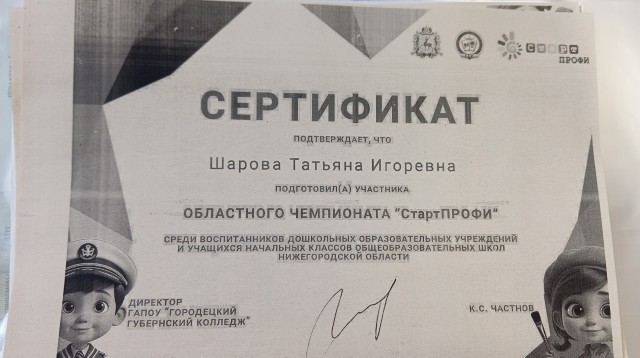 СТАРТ
ПРОФИ
СЕРТИФИКАТ
ПОДТВЕРЖДАЕТ, ЧТО
Шарова Татьяна Игоревна
ПОДГОТОВИЛ(А) УЧАСТНИКА
ОБЛАСТНОГО ЧЕМПИОНАТА "СтартПРОФИ"
СРЕДИ ВОСПИТАННИКОВ ДОШКОЛЬНЫХ ОБРАЗОВАТЕЛЬНЫХ УЧРЕЖДЕНИЙ
И УЧАЩИХСЯ НАЧАЛЬНЫХ КЛАССОВ ОБЩЕОБРАЗОВАТЕЛЬНЫХ ШКОЛ
НИЖЕГОРОДСКОЙ ОБЛАСТИ
ДИРЕКТОР
ГАПОУ "ГОРОДЕЦКИЙ
ГУБЕРНСКИЙ КОЛЛЕДЖ"
К.С. ЧАСТНОВ